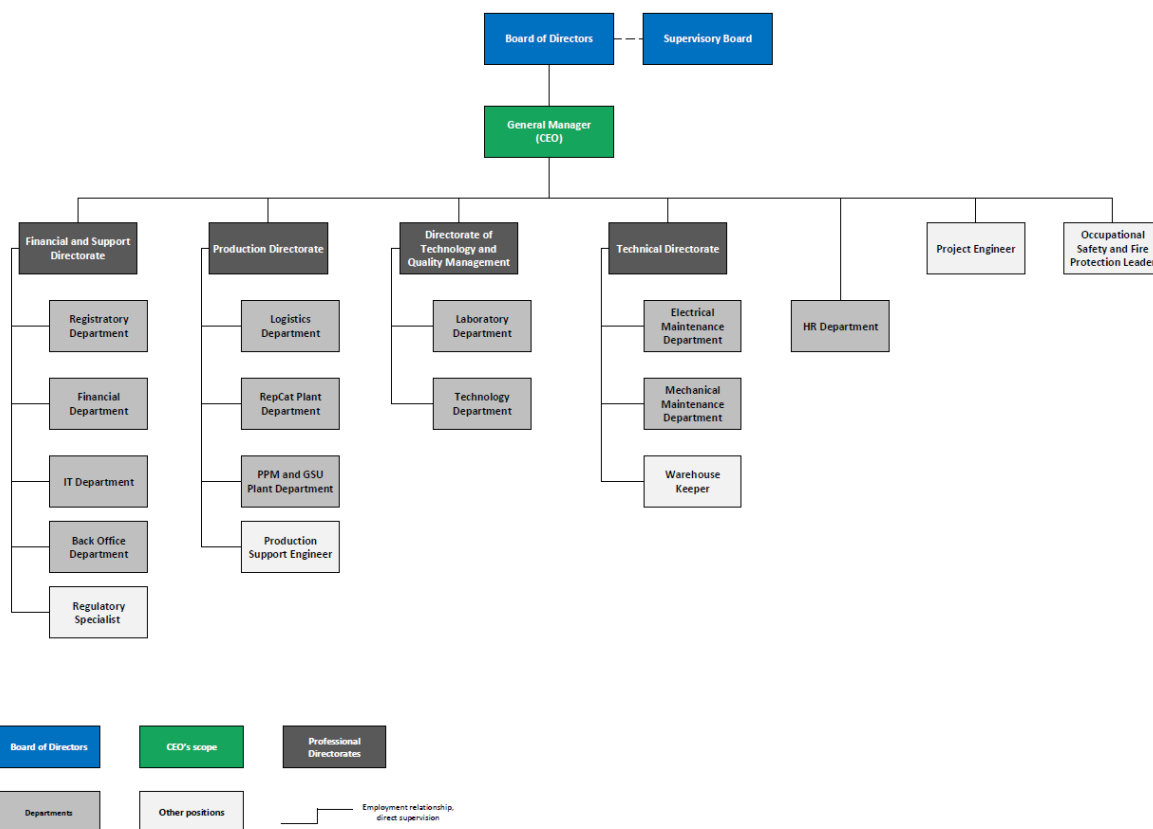 Board of Directors
Supervisory Board
General Manager
(CEO)
Financial and Support
Directorate
Production Directorate
Directorate of
Technology and
Quality Management
Technical Directorate
Project Engineer
Occupational
Safety and Fire
Protection Leader
Registratory
Department
Logistics
Department
Laboratory
Department
Electrical
Maintenance
Department
HR Department
Financial
Department
RepCat Plant
Department
Technology
Department
Mechanical
Maintenance
Department
IT Department
PPM and GSU
Plant Department
Warehouse
Keeper
Back Office
Department
Production
Support Engineer
Regulatory
Specialist
Board of Directors
CEO's scope
Professional
Directorates
Departments
Other positions
Employment relationship,
direct supervision